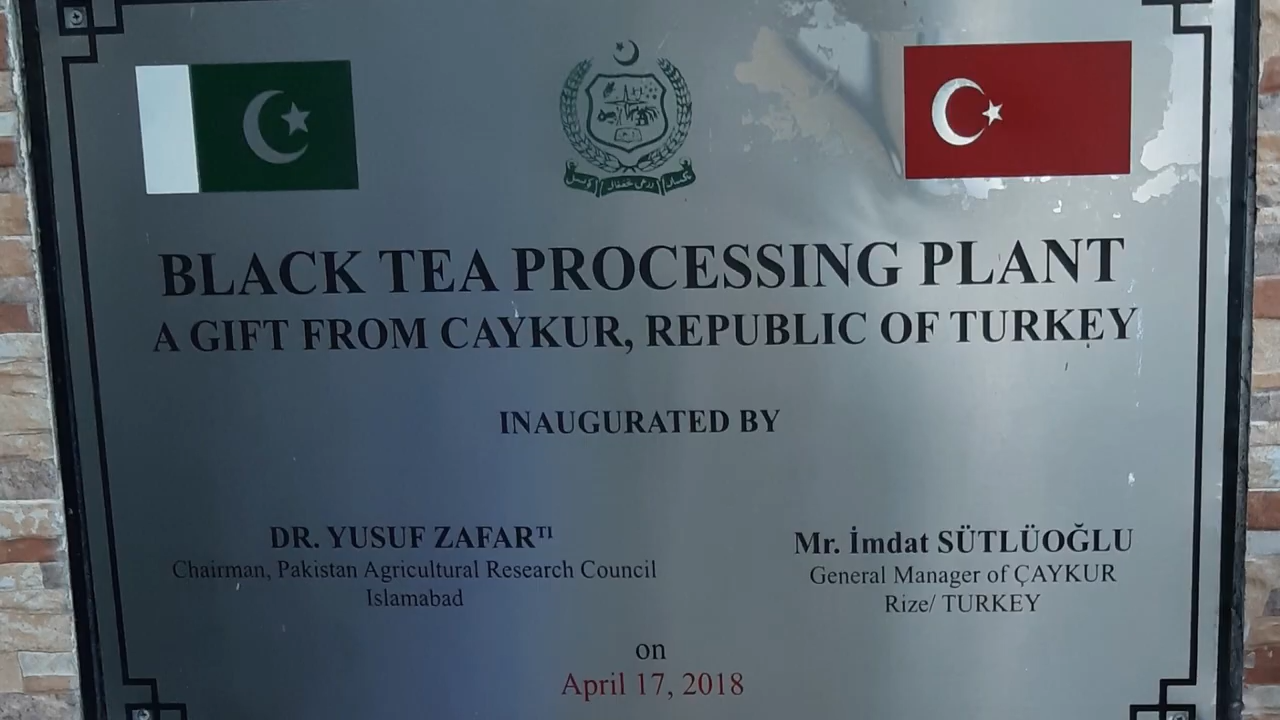 BLACK TEA PROCESSING PLANT
A GIFT FROM CAYKUR, REPUBLIC OF TURKEY
INAUGURATED BY
DR. YUSUF ZAFAR TI
Chairman, Pakistan Agricultural Research Council
Islamabad
Mr. İmdat SÜTLÜOĞLU
General Manager of ÇAYKUR
Rize/ TURKEY
on
April 17, 2018